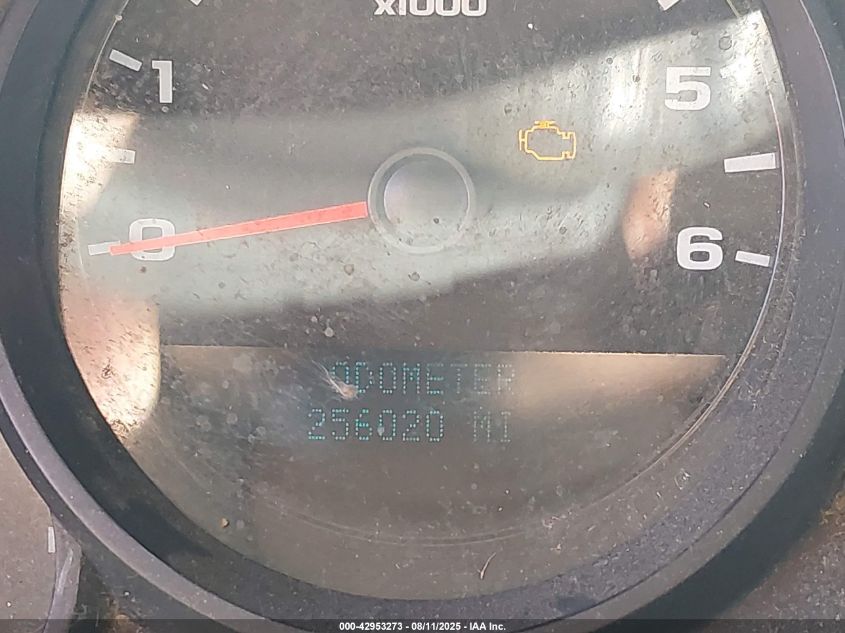 x1000
1
5
0
6
ODOMETER
256020 MI
000-42953273 - 08/11/2025 - IAA Inc.